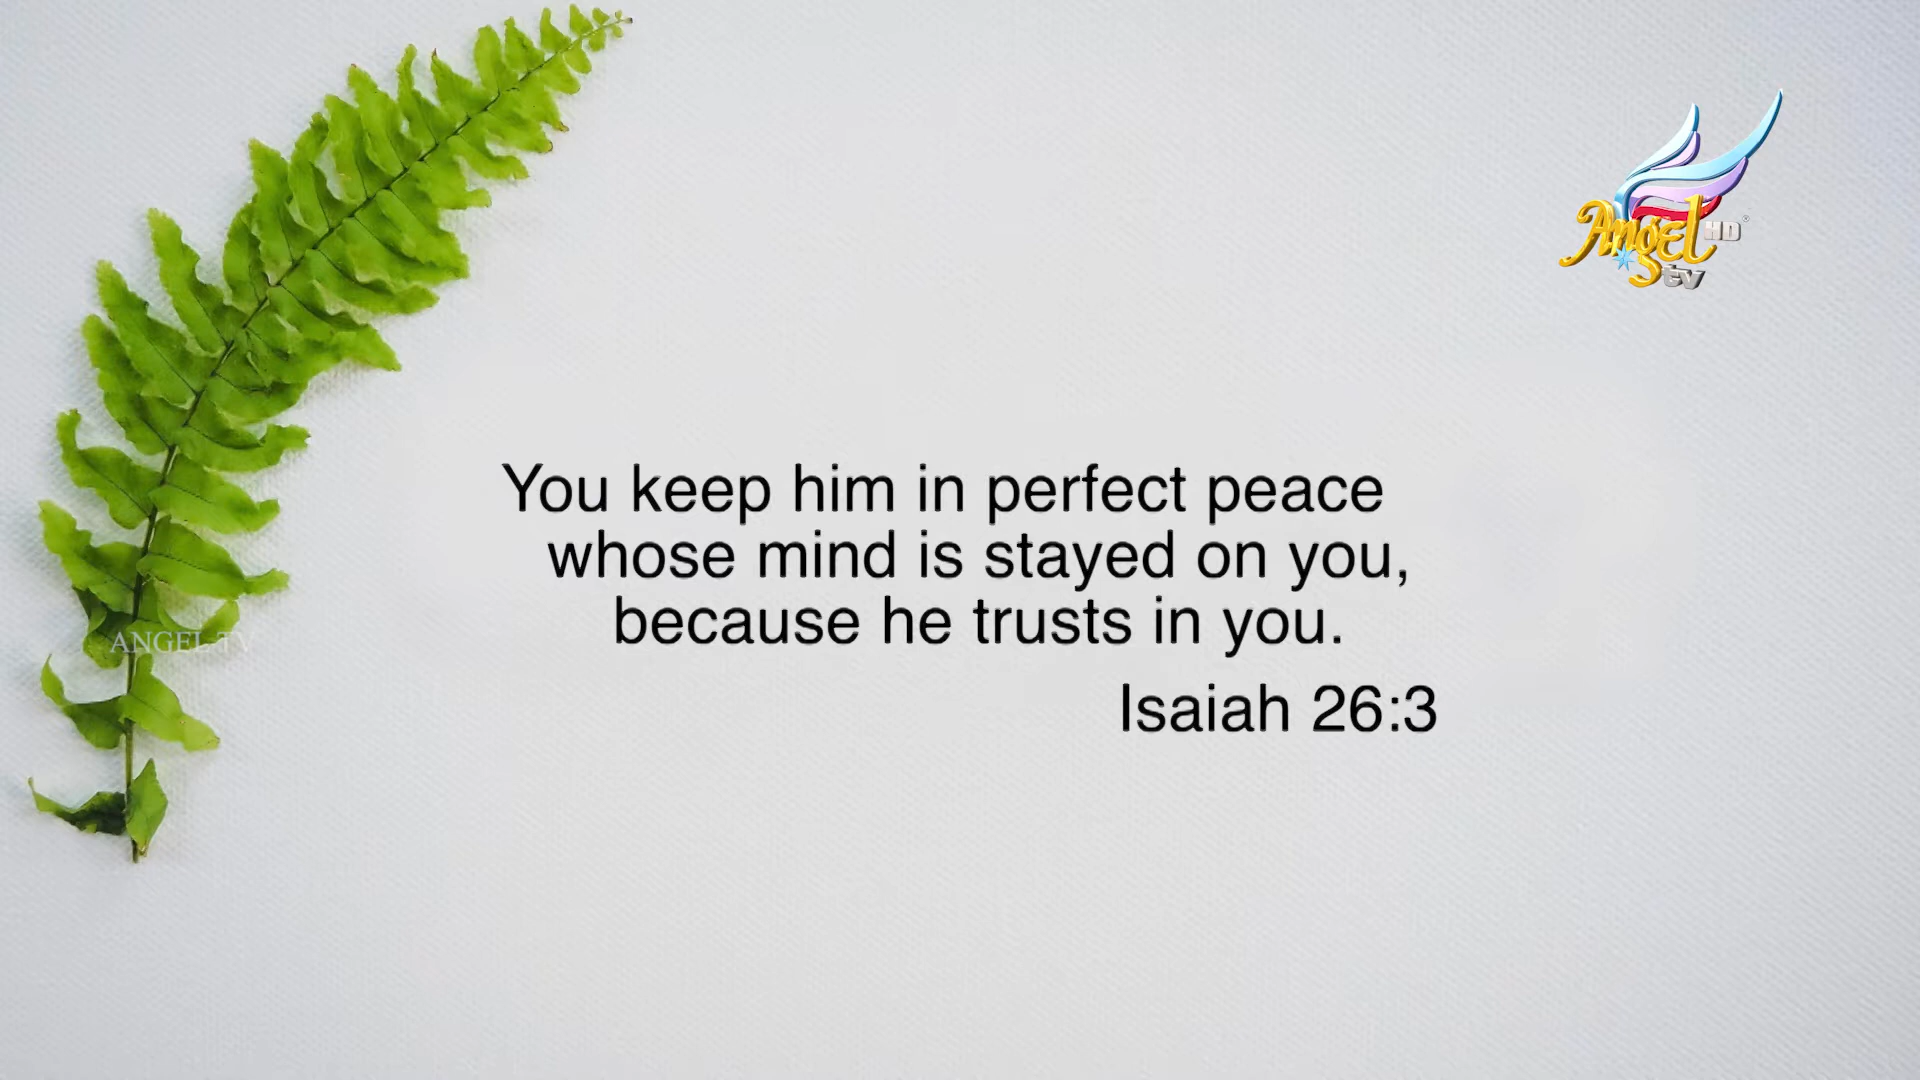 Angel HD
tv
You keep him in perfect peace
whose mind is stayed on you,
because he trusts in you.
ANGEL TV
Isaiah 26:3